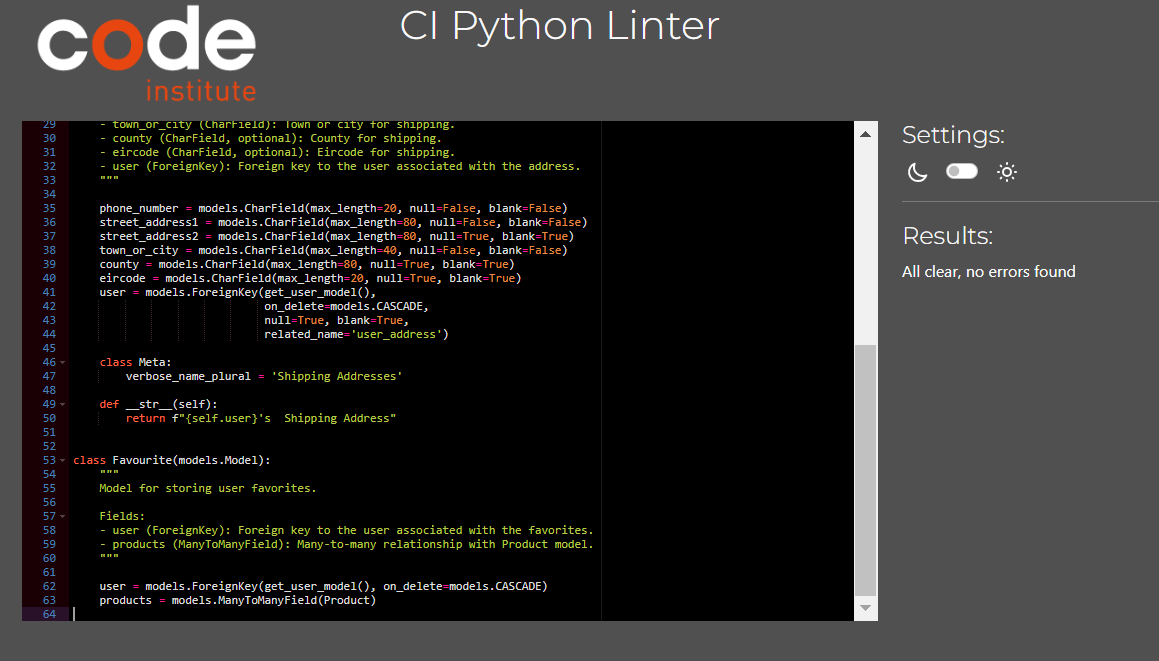 code
institute
CI Python Linter
29 - town_or_city (CharField): Town or city for shipping.
30 - county (CharField, optional): County for shipping.
31 - eircode (CharField, optional): Eircode for shipping.
32 - user (ForeignKey): Foreign key to the user associated with the address.
33 """
34
35 phone_number = models.CharField(max_length=20, null=False, blank=False)
36 street_address1 = models.CharField(max_length=80, null=False, blank=False)
37 street_address2 = models.CharField(max_length=80, null=True, blank=True)
38 town_or_city = models.CharField(max_length=40, null=False, blank=False)
39 county = models.CharField(max_length=80, null=True, blank=True)
40 eircode = models.CharField(max_length=20, null=True, blank=True)
41 user = models.ForeignKey(get_user_model(),
42 on_delete=models.CASCADE,
43 null=True, blank=True,
44 related_name='user_address')
45
46 class Meta:
47 verbose_name_plural = 'Shipping Addresses'
48
49 def __str__(self):
50 return f"{self.user}'s  Shipping Address"
51
52
53 class Favourite(models.Model):
54 """
55 Model for storing user favorites.
56
57 Fields:
58 - user (ForeignKey): Foreign key to the user associated with the favorites.
59 - products (ManyToManyField): Many-to-many relationship with Product model.
60 """
61
62 user = models.ForeignKey(get_user_model(), on_delete=models.CASCADE)
63 products = models.ManyToManyField(Product)
64
Settings:
Results:
All clear, no errors found